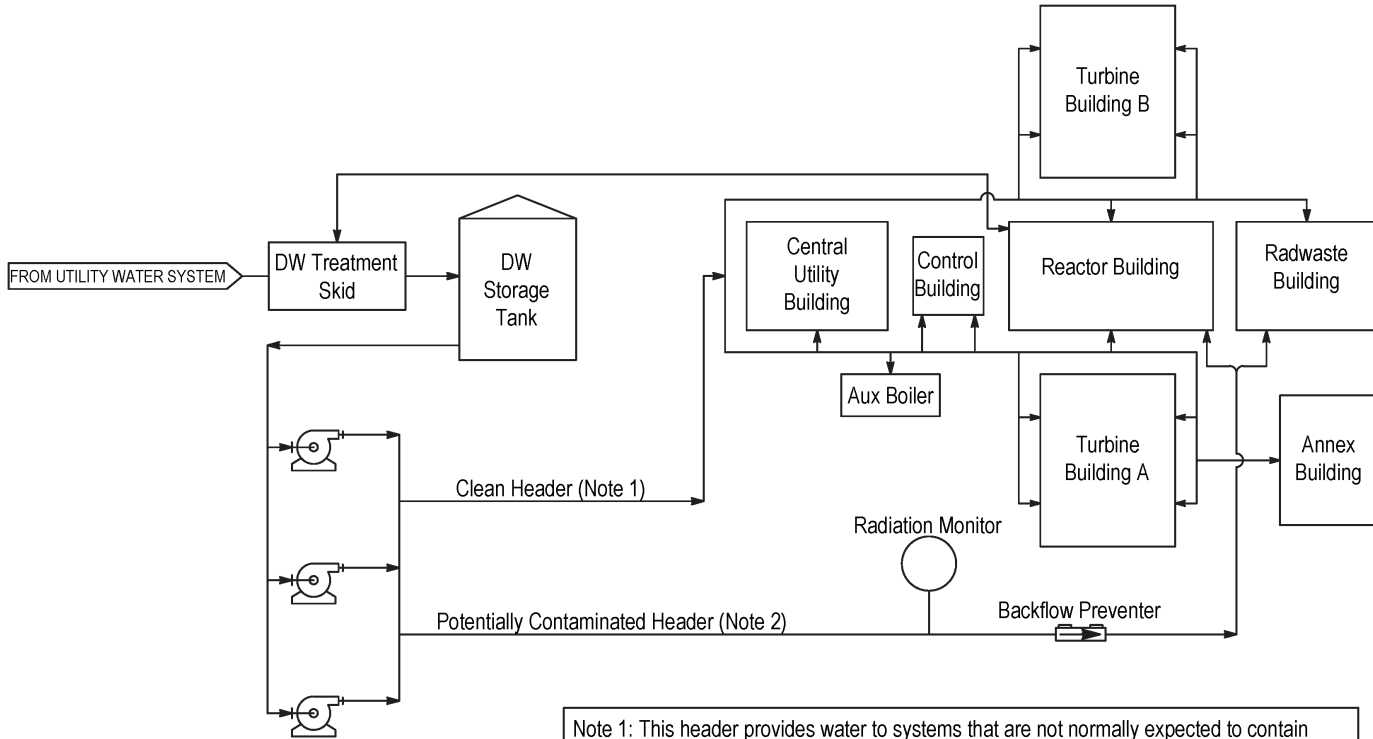 Turbine
Building B
FROM UTILITY WATER SYSTEM
DW Treatment
Skid
DW
Storage
Tank
Central
Utility
Building
Control
Building
Reactor Building
Radwaste
Building
Aux Boiler
Turbine
Building A
Annex
Building
Clean Header (Note 1)
Radiation Monitor
Potentially Contaminated Header (Note 2)
Backflow Preventer
Note 1: This header provides water to systems that are not normally expected to contain